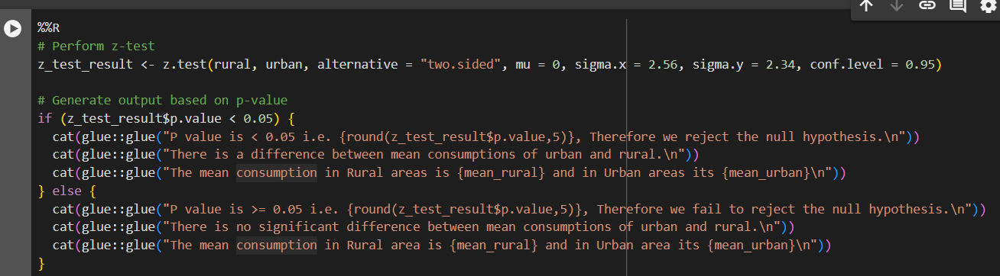 %%R
# Perform z-test
z_test_result <- z.test(rural, urban, alternative = "two.sided", mu = 0, sigma.x = 2.56, sigma.y = 2.34, conf.level = 0.95)
# Generate output based on p-value
if (z_test_result$p.value < 0.05) {
  cat(glue::glue("P value is < 0.05 i.e. {round(z_test_result$p.value,5)}, Therefore we reject the null hypothesis.\n"))
  cat(glue::glue("There is a difference between mean consumptions of urban and rural.\n"))
  cat(glue::glue("The mean consumption in Rural areas is {mean_rural} and in Urban areas its {mean_urban}\n"))
} else {
  cat(glue::glue("P value is >= 0.05 i.e. {round(z_test_result$p.value,5)}, Therefore we fail to reject the null hypothesis.\n"))
  cat(glue::glue("There is no significant difference between mean consumptions of urban and rural.\n"))
  cat(glue::glue("The mean consumption in Rural area is {mean_rural} and in Urban area its {mean_urban}\n"))
}